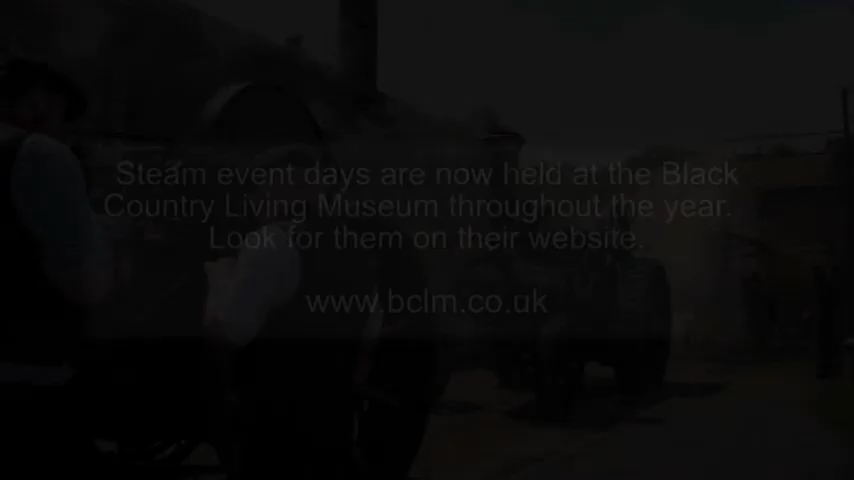 Steam event days are now held at the Black
Country Living Museum throughout the year.
Look for them on their website.
www.bclm.co.uk